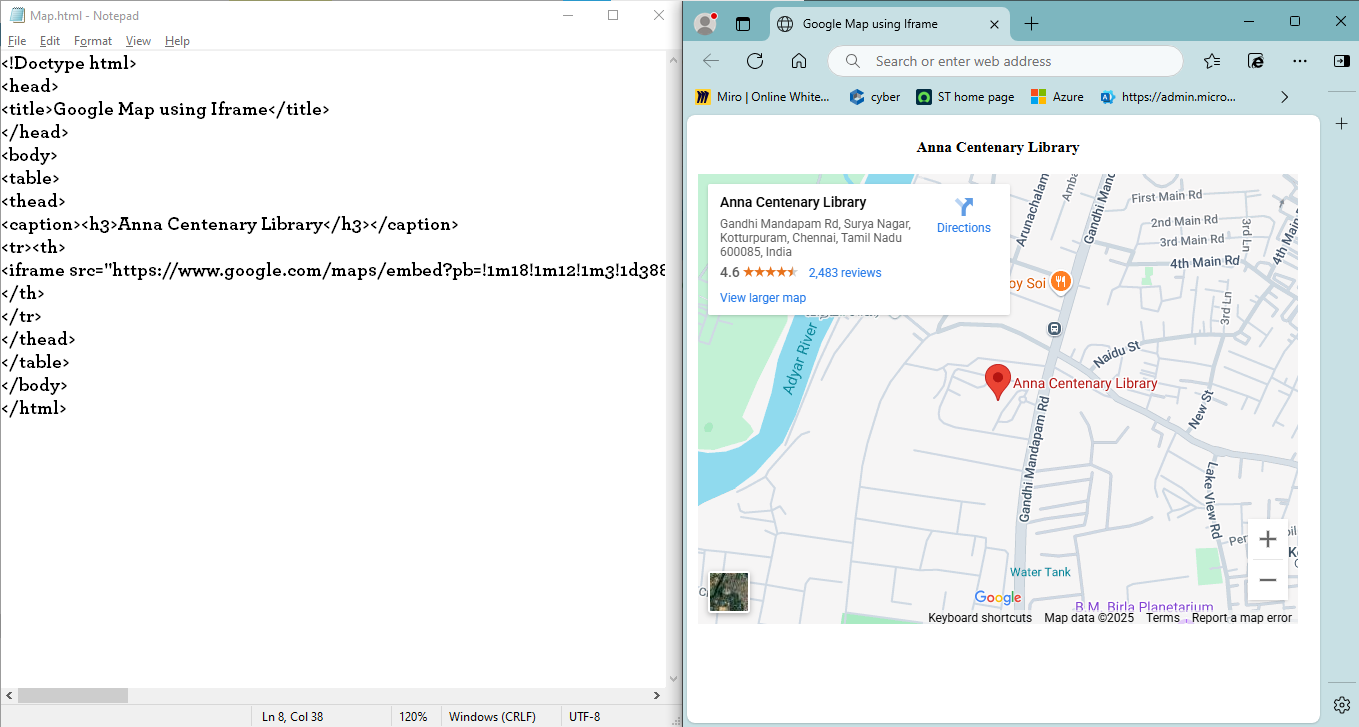 Map.html - Notepad
File Edit Format View Help
<!Doctype html>
<head>
<title>Google Map using Iframe</title>
</head>
<body>
<table>
<thead>
<caption><h3>Anna Centenary Library</h3></caption>
<tr><th>
<iframe src="https://www.google.com/maps/embed?pb=!1m18!1m12!1m3!1d388
</th>
</tr>
</thead>
</table>
</body>
</html>
Ln 8, Col 38 120% Windows (CRLF) UTF-8
Google Map using Iframe
Search or enter web address
Miro | Online White... cyber ST home page Azure https://admin.micro...
Anna Centenary Library
Anna Centenary Library
Gandhi Mandapam Rd, Surya Nagar,
Kotturpuram, Chennai, Tamil Nadu
600085, India
4.6 2,483 reviews
View larger map
Directions
Arunachalam
Amba
Gandhi Mand
First Main Rd
2nd Main Rd
3rd Main Rd
4th Main Rd
3rd Ln
4th Main
3rd Ln
oy Soi
Adyar River
Naidu St
Anna Centenary Library
New St
Gandhi Mandapam Rd
Lake View Rd
Water Tank
B.M. Birla Planetarium
Google
Keyboard shortcuts Map data ©2025 Terms Report a map error